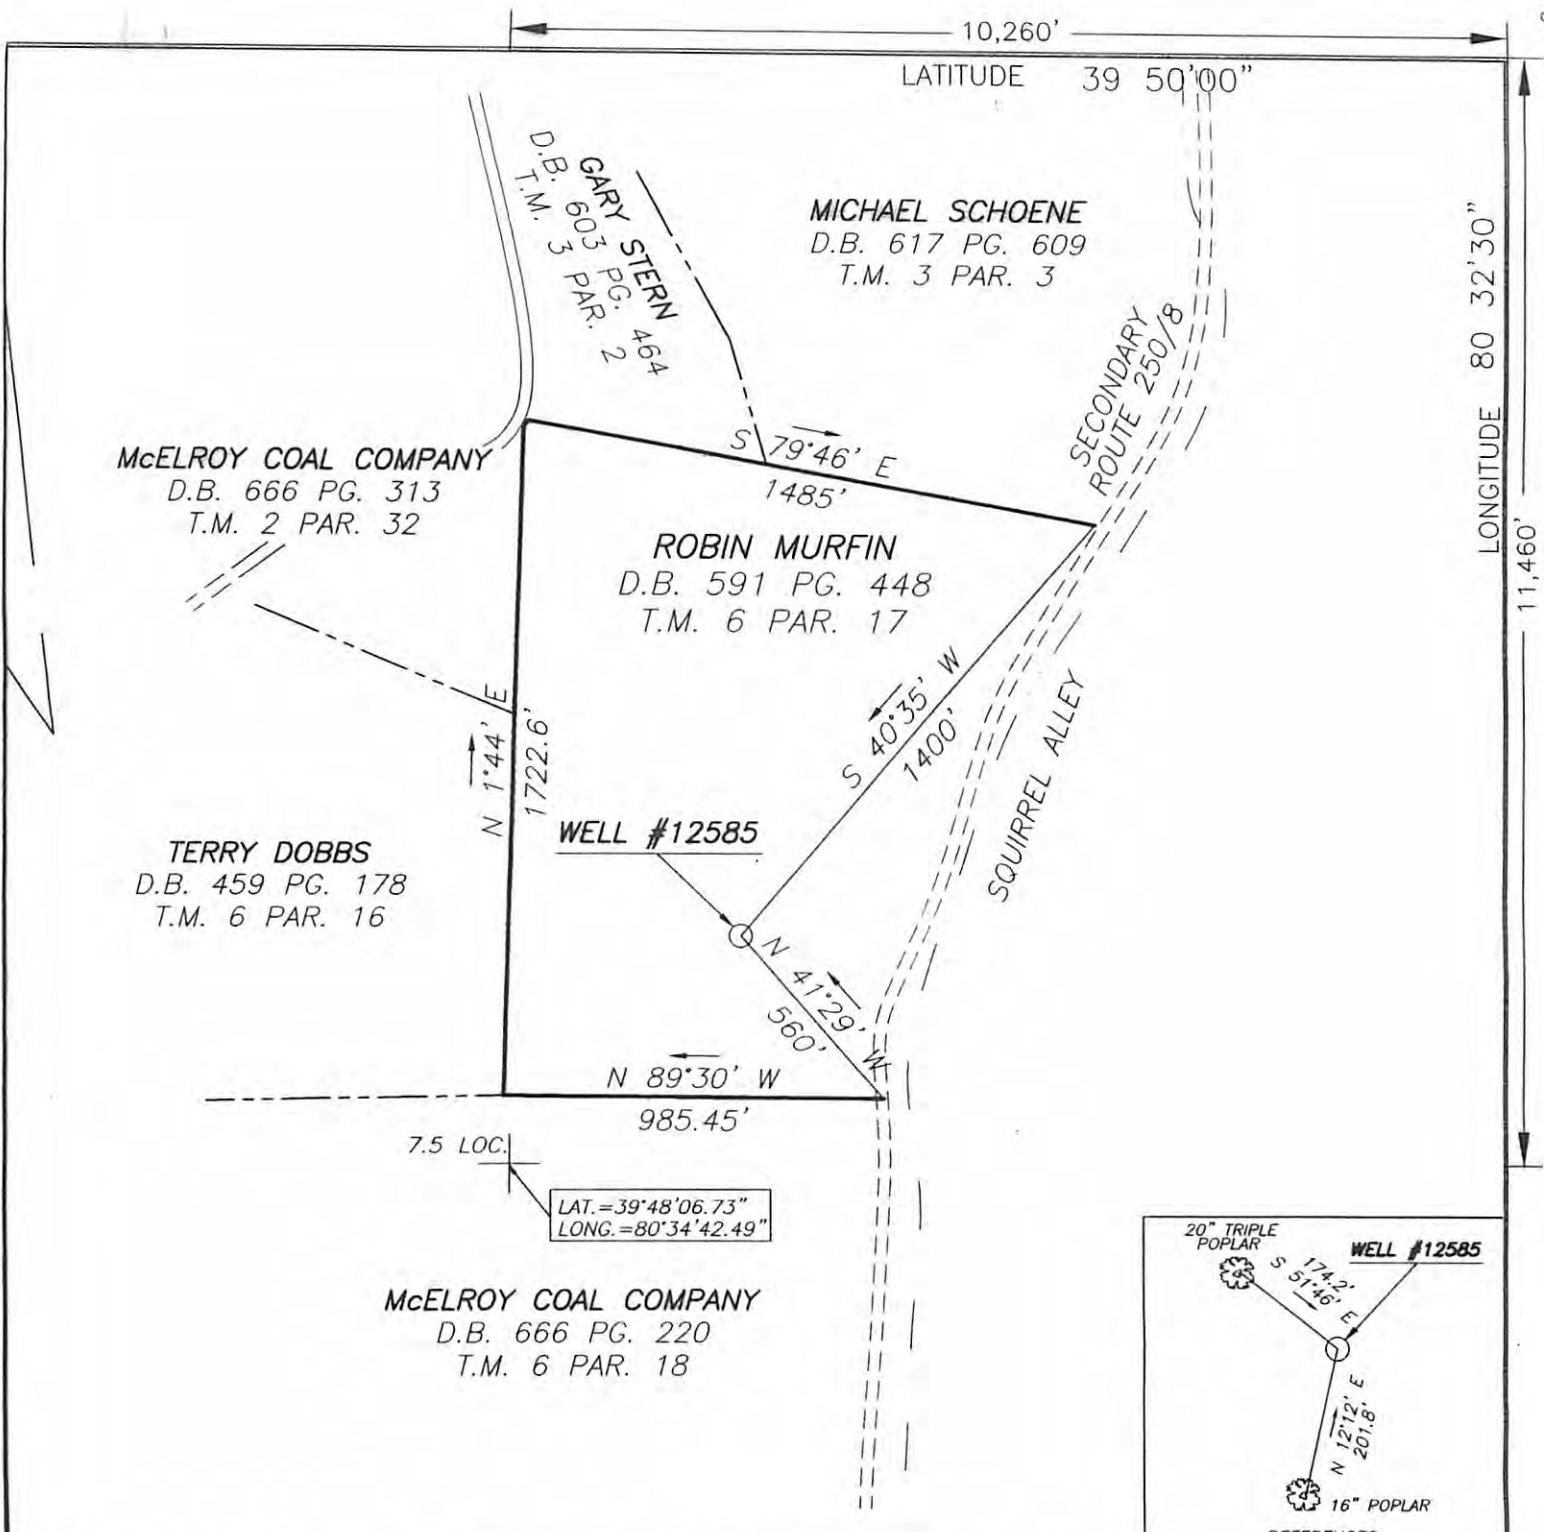 10,260'
LATITUDE 39 50'00"
LONGITUDE 80 32'30"
11,460'
GARY STERN
D.B. 603 PG. 464
T.M. 3 PAR. 2
MICHAEL SCHOENE
D.B. 617 PG. 609
T.M. 3 PAR. 3
SECONDARY
ROUTE 250/8
McELROY COAL COMPANY
D.B. 666 PG. 313
T.M. 2 PAR. 32
S 79°46' E
1485'
ROBIN MURFIN
D.B. 591 PG. 448
T.M. 6 PAR. 17
N 1°44' E
1722.6'
S 40°35' W
1400'
SQUIRREL ALLEY
WELL #12585
TERRY DOBBS
D.B. 459 PG. 178
T.M. 6 PAR. 16
N 41°29' W
560'
N 89°30' W
985.45'
7.5 LOC.
LAT.=39°48'06.73"
LONG.=80°34'42.49"
McELROY COAL COMPANY
D.B. 666 PG. 220
T.M. 6 PAR. 18
20" TRIPLE
POPLAR
WELL #12585
174.2'
S 51°46' E
N 12°12' E
201.8'
16" POPLAR